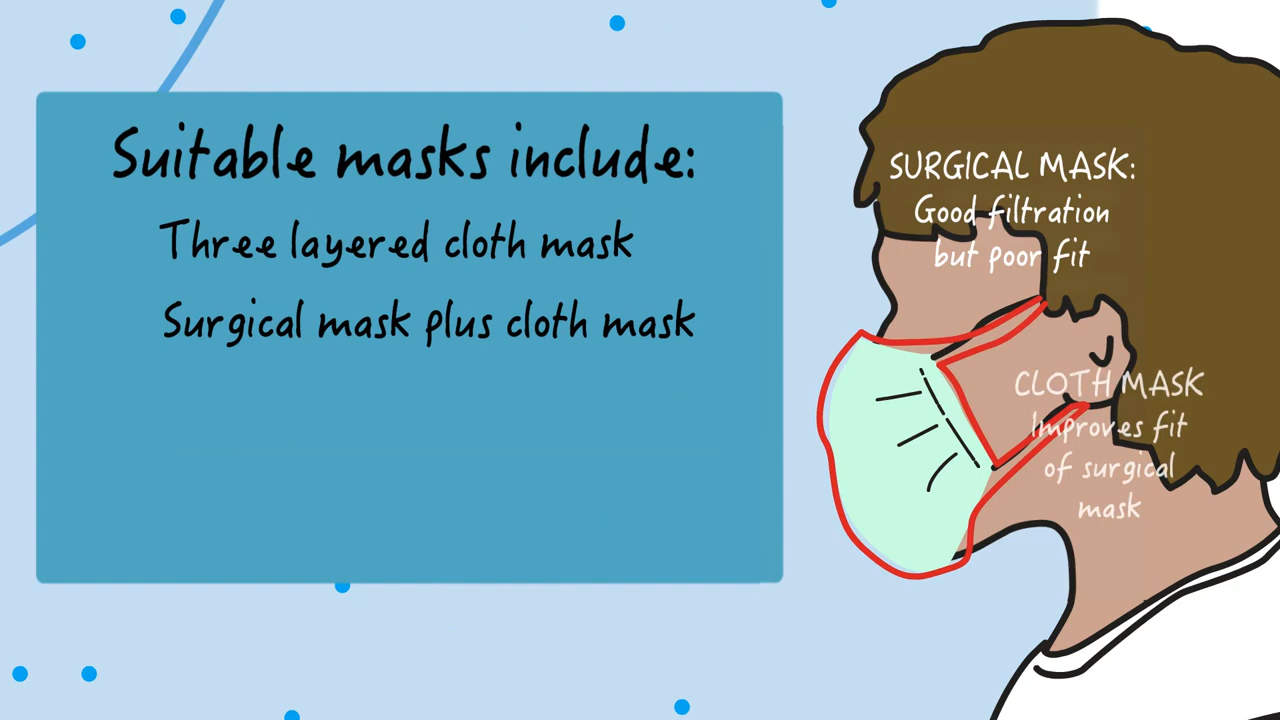 Suitable masks include:
Three layered cloth mask
Surgical mask plus cloth mask
SURGICAL MASK:
Good filtration
but poor fit
CLOTH MASK
Improves fit
of surgical
mask